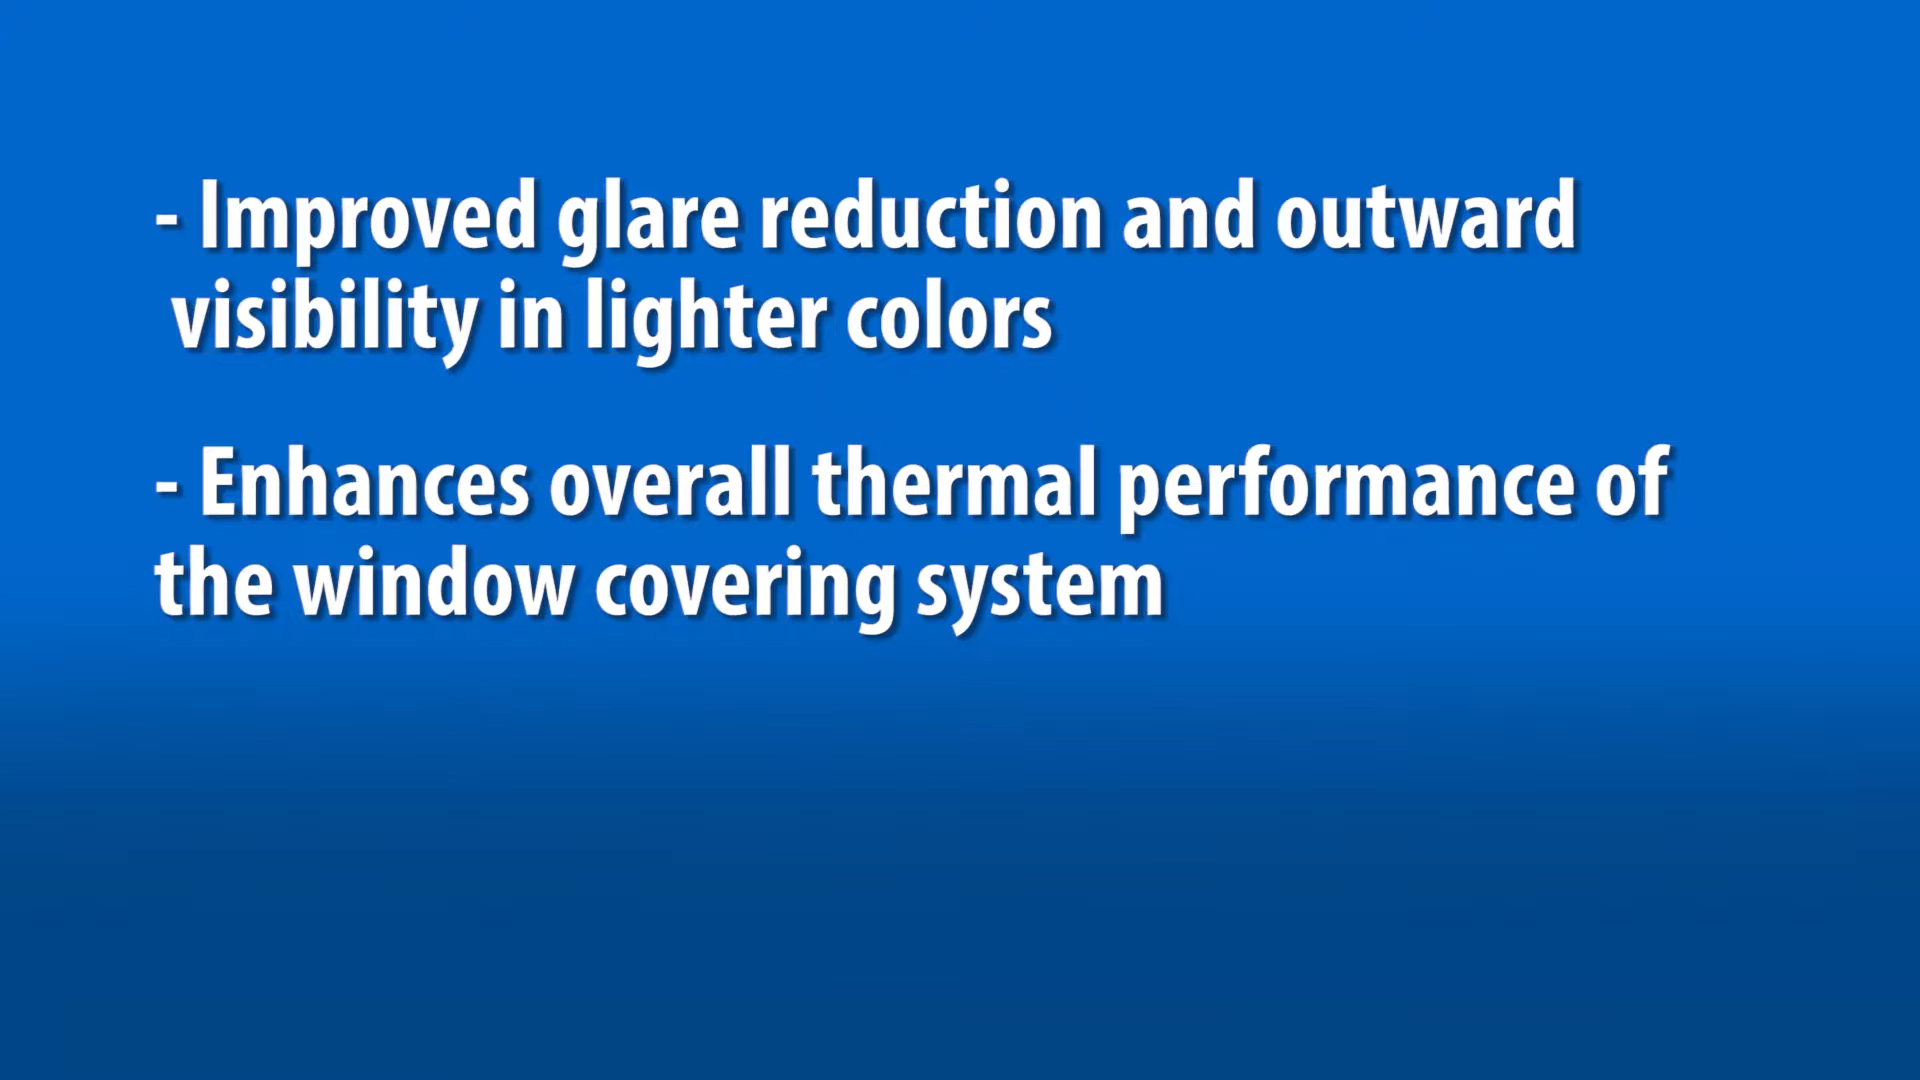 - Improved glare reduction and outward
visibility in lighter colors
- Enhances overall thermal performance of
the window covering system